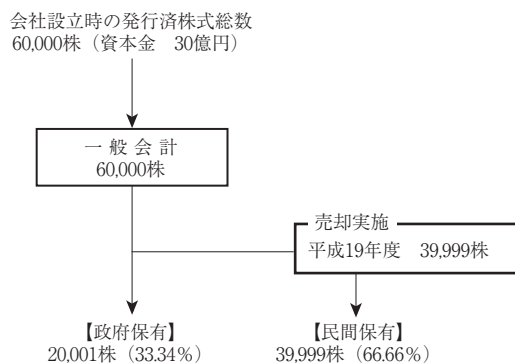 会社設立時の発行済株式総数
60,000株（資本金　30億円）
一 般 会 計
60,000株
売却実施
平成19年度　39,999株
【政府保有】
20,001株（33.34％）
【民間保有】
39,999株（66.66％）